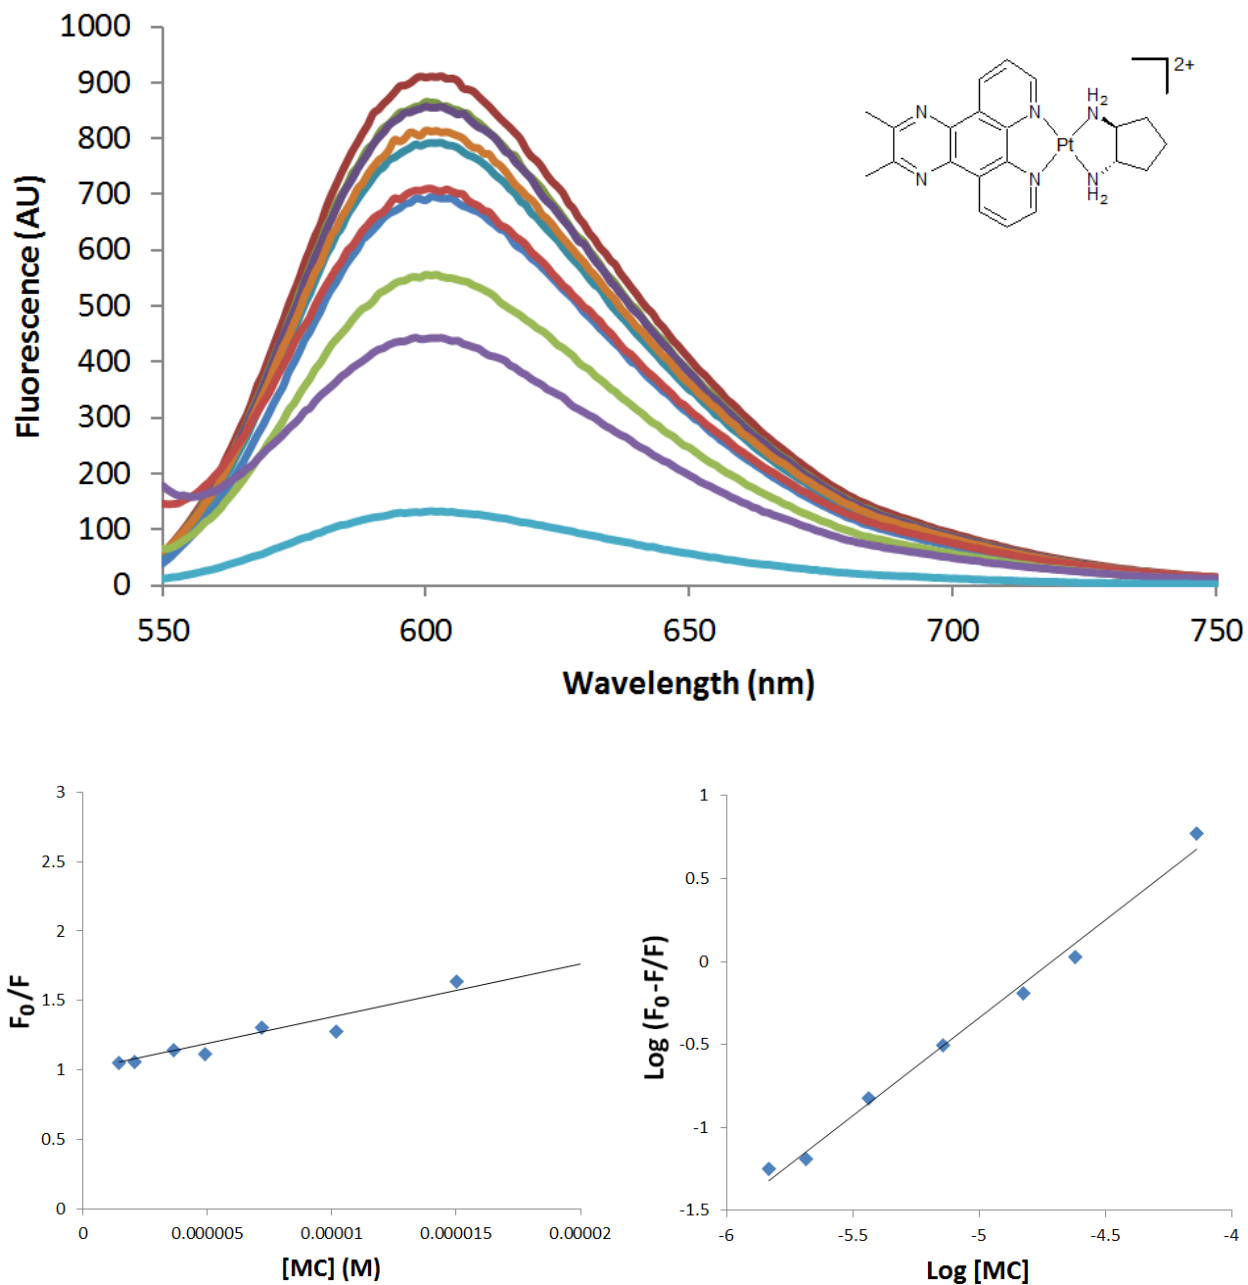 1000
900
800
700
600
500
400
300
200
100
0
550
600
650
700
750
Fluorescence (AU)
Wavelength (nm)
2+
N
N
N
N
Pt
H2
N
N
H2
3
2.5
2
1.5
1
0.5
0
0
0.000005
0.00001
0.000015
0.00002
F0/F
[MC] (M)
1
0.5
0
-0.5
-1
-1.5
-6
-5.5
-5
-4.5
-4
Log (F0-F/F)
Log [MC]